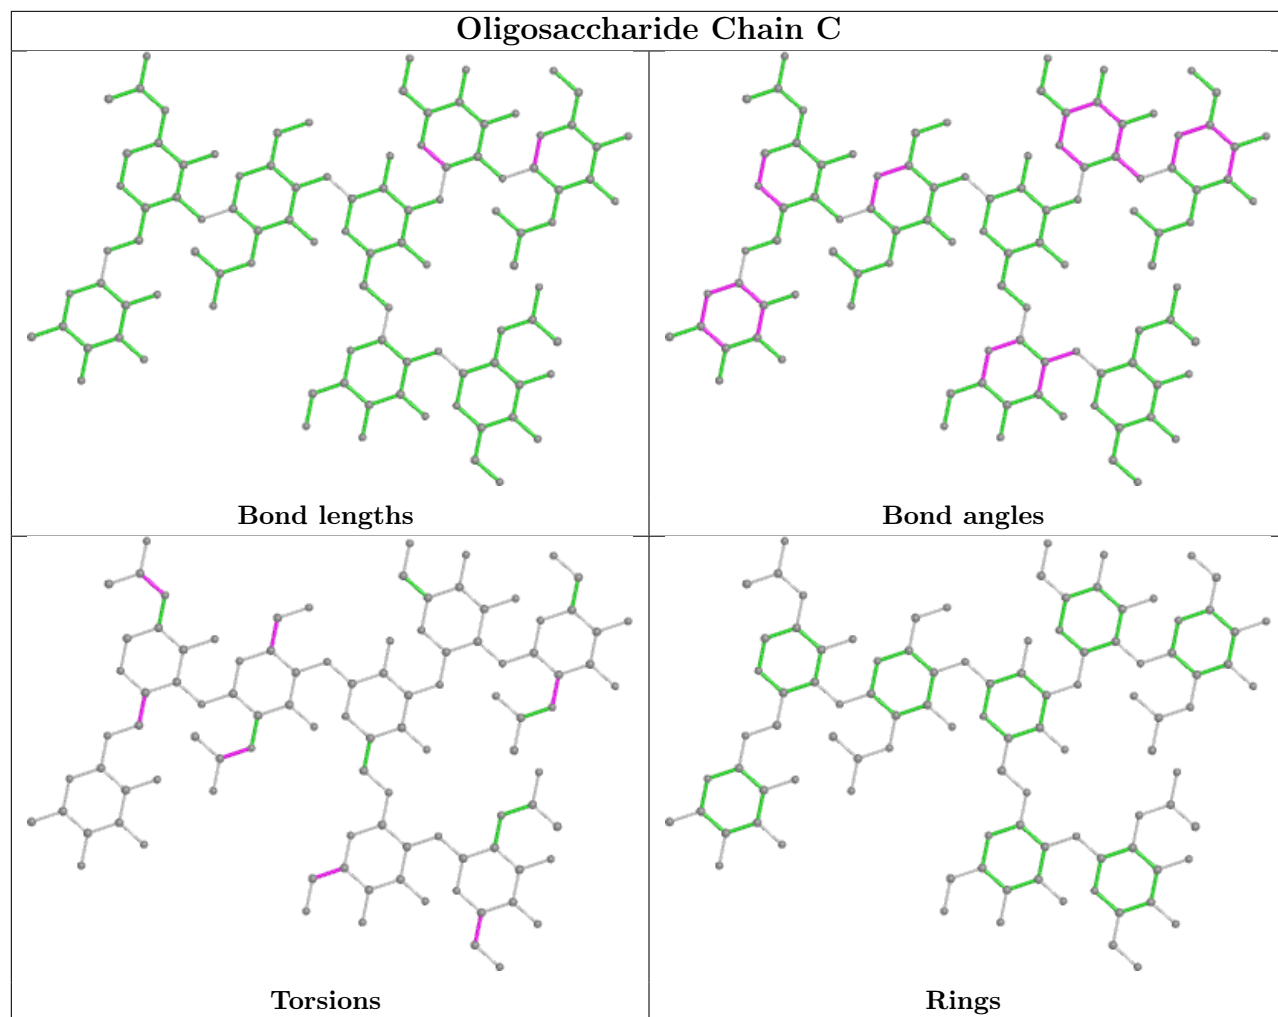 Oligosaccharide Chain C
Bond lengths
Bond angles
Torsions
Rings